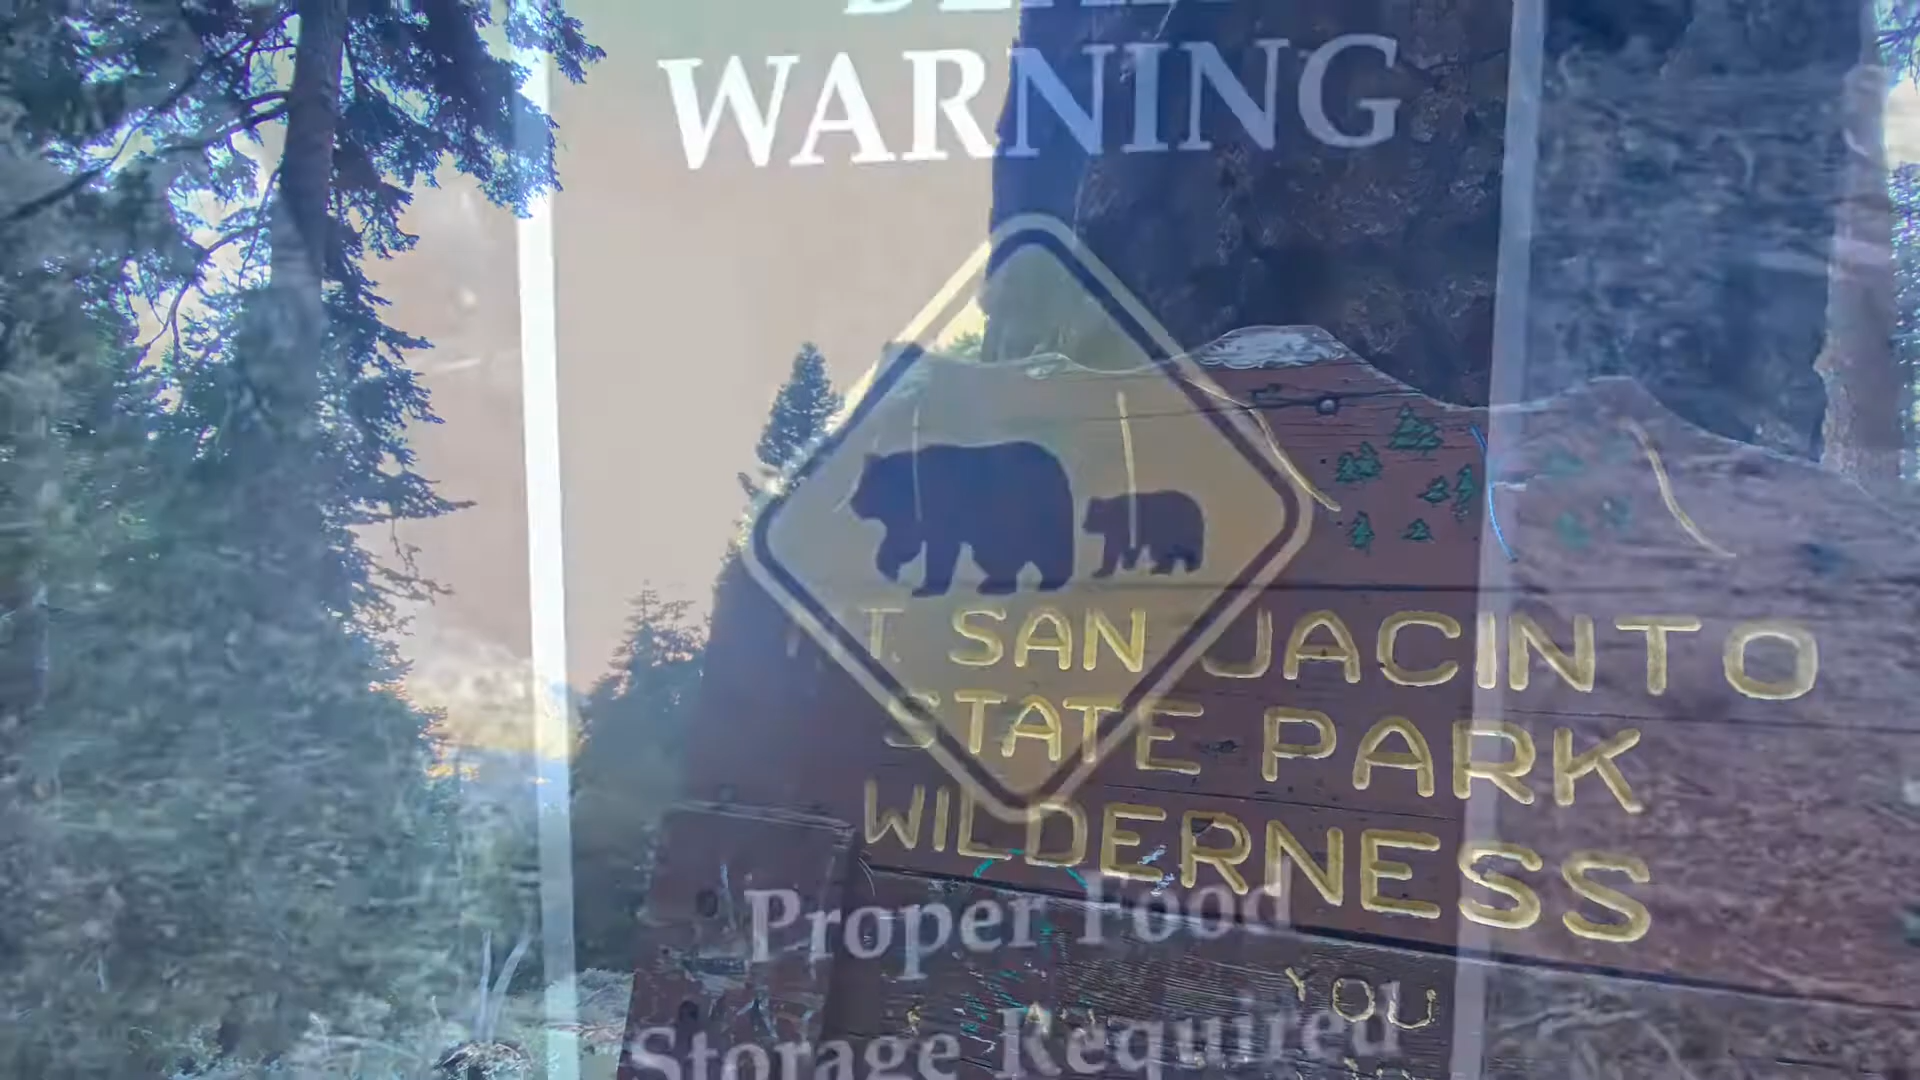 WARNING
T. SAN JACINTO
STATE PARK
WILDERNESS
Proper Food
YOU
Storage Required